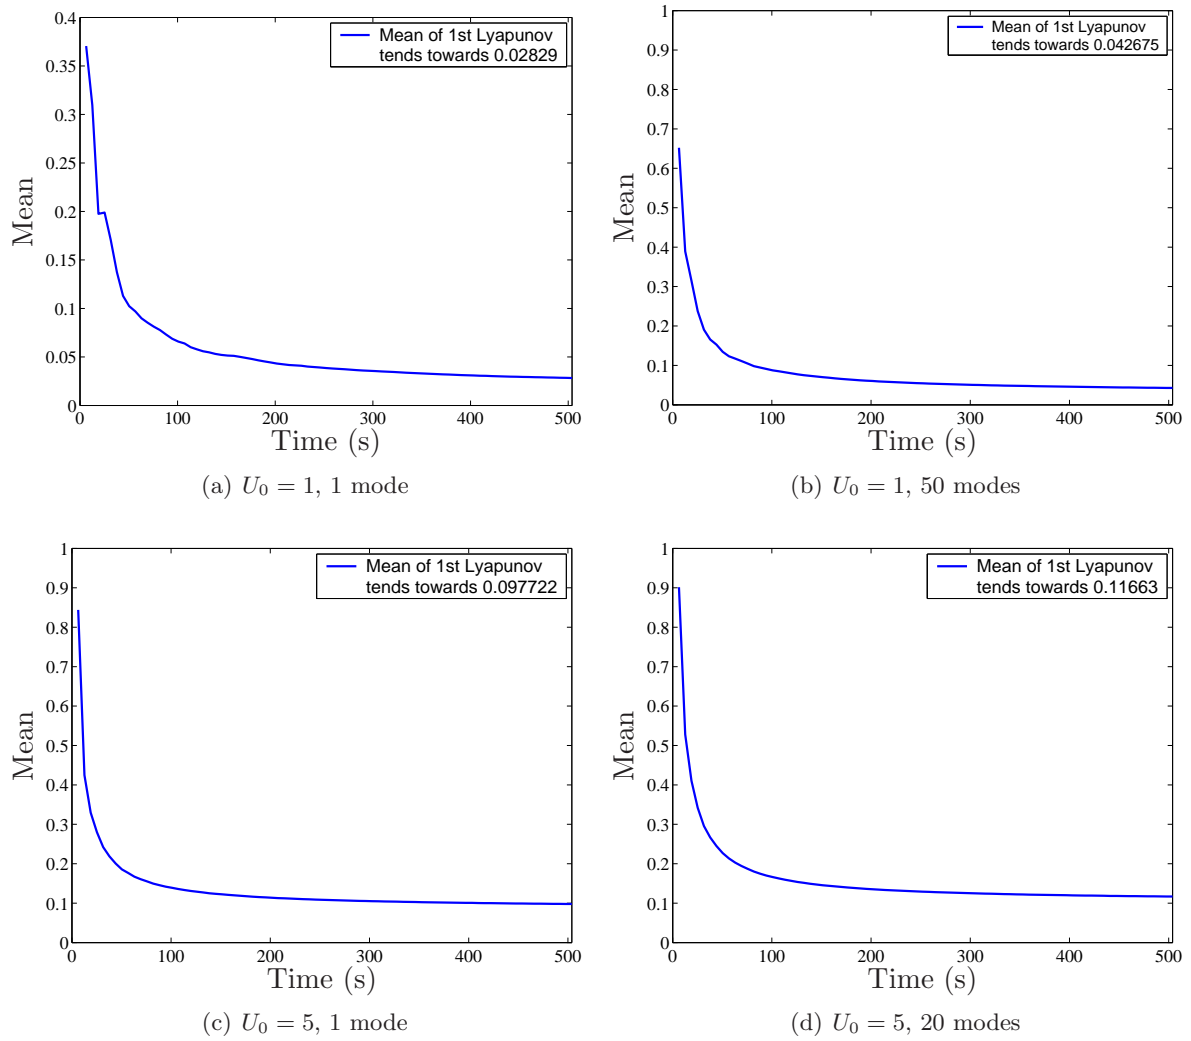 Mean of 1st Lyapunov
tends towards 0.02829
0.4
0.35
0.3
0.25
0.2
0.15
0.1
0.05
0
Mean
0 100 200 300 400 500
Time (s)
(a) U₀ = 1, 1 mode
Mean of 1st Lyapunov
tends towards 0.042675
1
0.9
0.8
0.7
0.6
0.5
0.4
0.3
0.2
0.1
0
Mean
0 100 200 300 400 500
Time (s)
(b) U₀ = 1, 50 modes
Mean of 1st Lyapunov
tends towards 0.097722
1
0.9
0.8
0.7
0.6
0.5
0.4
0.3
0.2
0.1
0
Mean
0 100 200 300 400 500
Time (s)
(c) U₀ = 5, 1 mode
Mean of 1st Lyapunov
tends towards 0.11663
1
0.9
0.8
0.7
0.6
0.5
0.4
0.3
0.2
0.1
0
Mean
0 100 200 300 400 500
Time (s)
(d) U₀ = 5, 20 modes